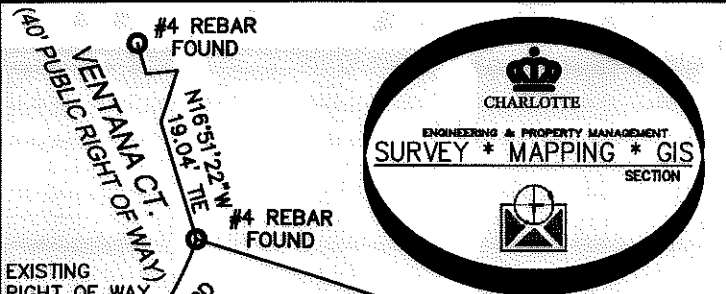 #4 REBAR
FOUND
VENTANA CT.
(40' PUBLIC RIGHT OF WAY)
N16°51'22"W
19.04' TIE
#4 REBAR
FOUND
EXISTING
RIGHT OF WAY
CHARLOTTE
ENGINEERING & PROPERTY MANAGEMENT
SURVEY * MAPPING * GIS
SECTION